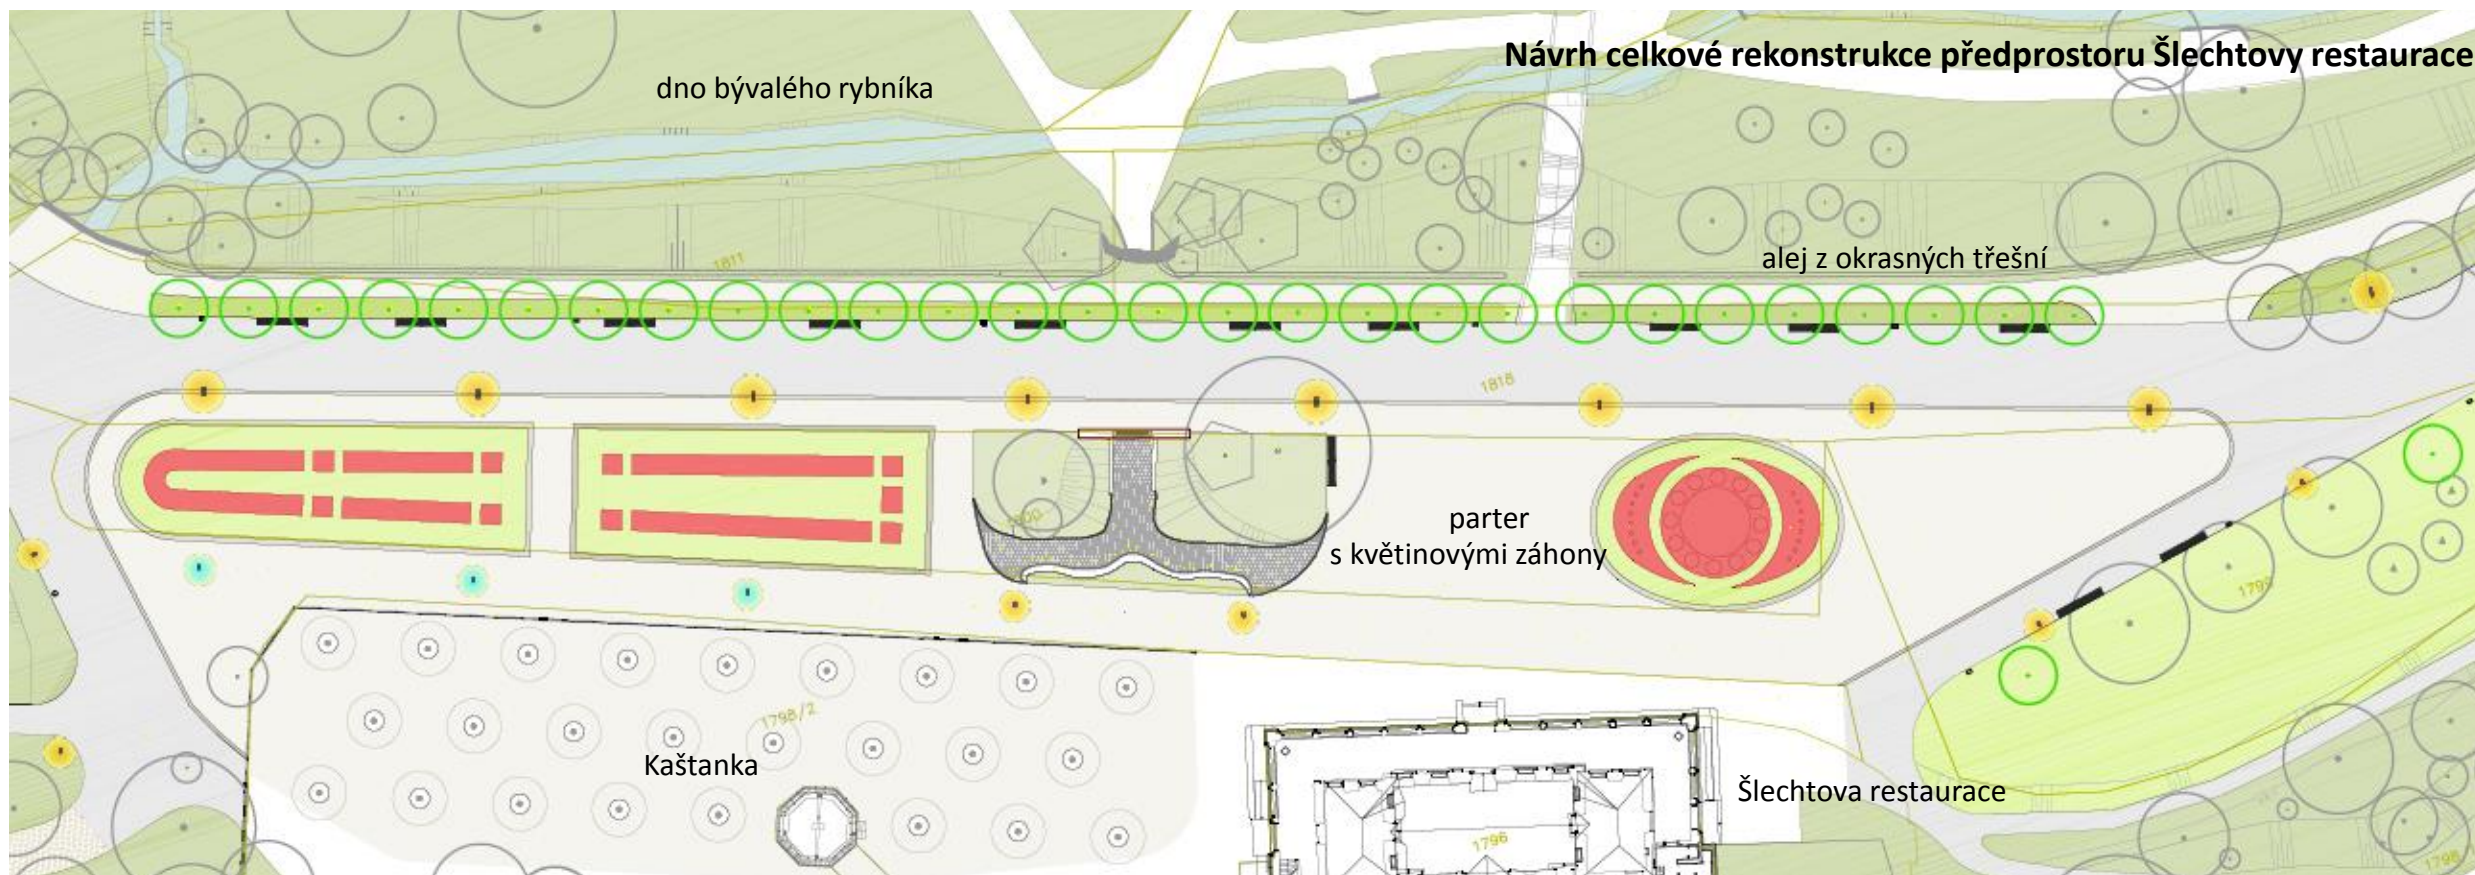 Návrh celkové rekonstrukce předprostoru Šlechtovy restaurace
dno bývalého rybníka
alej z okrasných třešní
1811
1818
parter
s květinovými záhony
1800
1798/2
Kaštanka
Šlechtova restaurace
1796